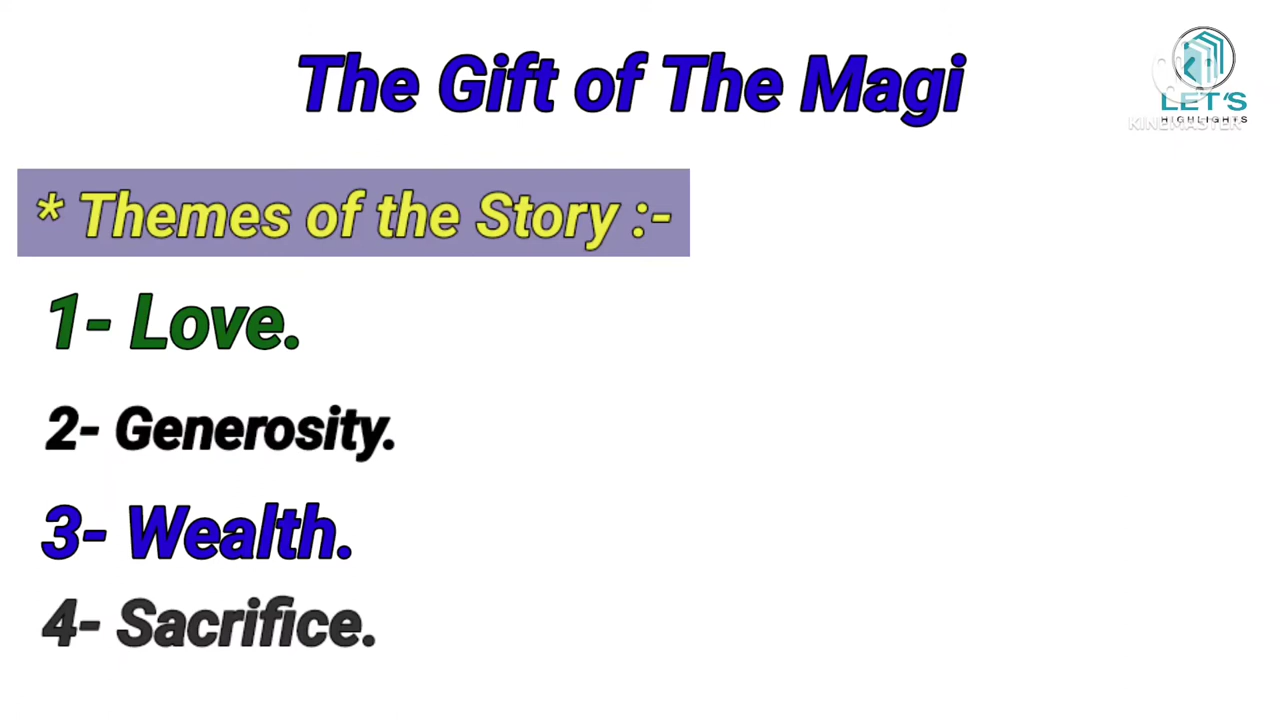 The Gift of The Magi
LET'S
HIGHLIGHTS
KINEMASTER
* Themes of the Story :-
1- Love.
2- Generosity.
3- Wealth.
4- Sacrifice.